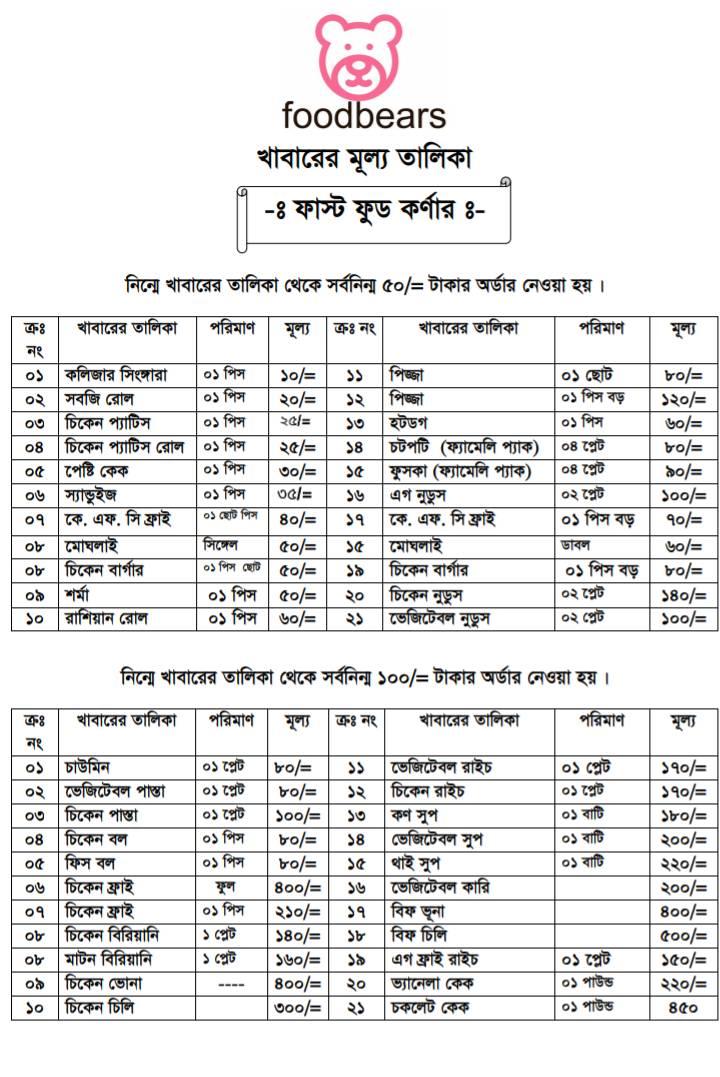 foodbears
খাবারের মূল্য তালিকা
-ঃ ফাস্ট ফুড কর্ণার ঃ-
নিম্নে খাবারের তালিকা থেকে সর্বনিম্ন ৫০/= টাকার অর্ডার নেওয়া হয় ।
ক্রঃ নং খাবারের তালিকা পরিমাণ মূল্য ক্রঃ নং খাবারের তালিকা পরিমাণ মূল্য
০১ কলিজার সিংঙ্গারা ০১ পিস ১০/= ১১ পিজ্জা ০১ ছোট ৮০/=
০২ সবজি রোল ০১ পিস ২০/= ১২ পিজ্জা ০১ পিস বড় ১২০/=
০৩ চিকেন প্যাটিস ০১ পিস ২৫/= ১৩ হটডগ ০১ পিস ৬০/=
০৪ চিকেন প্যাটিস রোল ০১ পিস ২৫/= ১৪ চটপটি (ফ্যামেলি প্যাক) ০৪ প্লেট ৮০/=
০৫ পেষ্টি কেক ০১ পিস ৩০/= ১৫ ফুসকা (ফ্যামেলি প্যাক) ০৪ প্লেট ৯০/=
০৬ স্যান্ডুইজ ০১ পিস ৩৫/= ১৬ এগ নুডুস ০২ প্লেট ১০০/=
০৭ কে. এফ. সি ফ্রাই ০১ ছোট পিস ৪০/= ১৭ কে. এফ. সি ফ্রাই ০১ পিস বড় ৭০/=
০৮ মোঘলাই সিঙ্গেল ৫০/= ১৫ মোঘলাই ডাবল ৬০/=
০৮ চিকেন বার্গার ০১ পিস ছোট ৫০/= ১৯ চিকেন বার্গার ০১ পিস বড় ৮০/=
০৯ শর্মা ০১ পিস ৫০/= ২০ চিকেন নুডুস ০২ প্লেট ১৪০/=
১০ রাশিয়ান রোল ০১ পিস ৬০/= ২১ ভেজিটেবল নুডুস ০২ প্লেট ১০০/=
নিম্নে খাবারের তালিকা থেকে সর্বনিম্ন ১০০/= টাকার অর্ডার নেওয়া হয় ।
ক্রঃ নং খাবারের তালিকা পরিমাণ মূল্য ক্রঃ নং খাবারের তালিকা পরিমাণ মূল্য
০১ চাউমিন ০১ প্লেট ৮০/= ১১ ভেজিটেবল রাইচ ০১ প্লেট ১৭০/=
০২ ভেজিটেবল পাস্তা ০১ প্লেট ৮০/= ১২ চিকেন রাইচ ০১ প্লেট ১৭০/=
০৩ চিকেন পাস্তা ০১ প্লেট ১০০/= ১৩ কণ সুপ ০১ বাটি ১৮০/=
০৪ চিকেন বল ০১ পিস ৮০/= ১৪ ভেজিটেবল সুপ ০১ বাটি ২০০/=
০৫ ফিস বল ০১ পিস ৮০/= ১৫ থাই সুপ ০১ বাটি ২২০/=
০৬ চিকেন ফ্রাই ফুল ৪০০/= ১৬ ভেজিটেবল কারি ২০০/=
০৭ চিকেন ফ্রাই ০১ পিস ২১০/= ১৭ বিফ ভূনা ৪০০/=
০৮ চিকেন বিরিয়ানি ১ প্লেট ১৪০/= ১৮ বিফ চিলি ৫০০/=
০৮ মাটন বিরিয়ানি ১ প্লেট ১৬০/= ১৯ এগ ফ্রাই রাইচ ০১ প্লেট ১৫০/=
০৯ চিকেন ভোনা ---- ৪০০/= ২০ ভ্যানেলা কেক ০১ পাউন্ড ২২০/=
১০ চিকেন চিলি ৩০০/= ২১ চকলেট কেক ০১ পাউন্ড ৪৫০